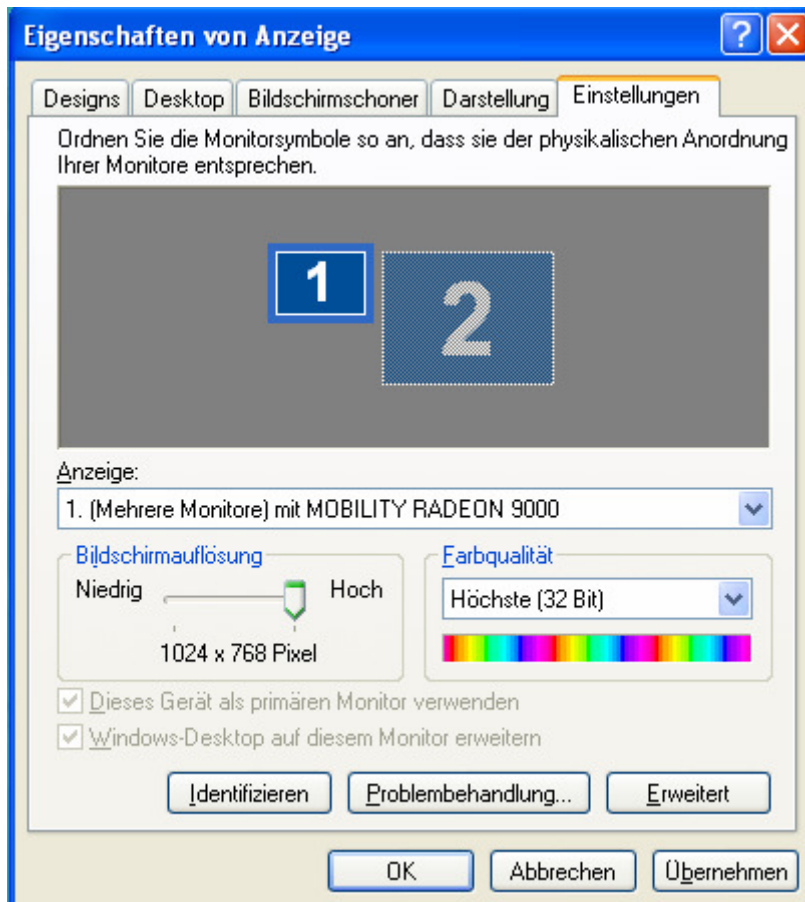 Eigenschaften von Anzeige
?
Designs Desktop Bildschirmschoner Darstellung Einstellungen
Ordnen Sie die Monitorsymbole so an, dass sie der physikalischen Anordnung
Ihrer Monitore entsprechen.
1 2
Anzeige:
1. (Mehrere Monitore) mit MOBILITY RADEON 9000
Bildschirmauflösung
Niedrig Hoch
1024 x 768 Pixel
Farbqualität
Höchste (32 Bit)
Dieses Gerät als primären Monitor verwenden
Windows-Desktop auf diesem Monitor erweitern
Identifizieren Problembehandlung... Erweitert
OK Abbrechen Übernehmen